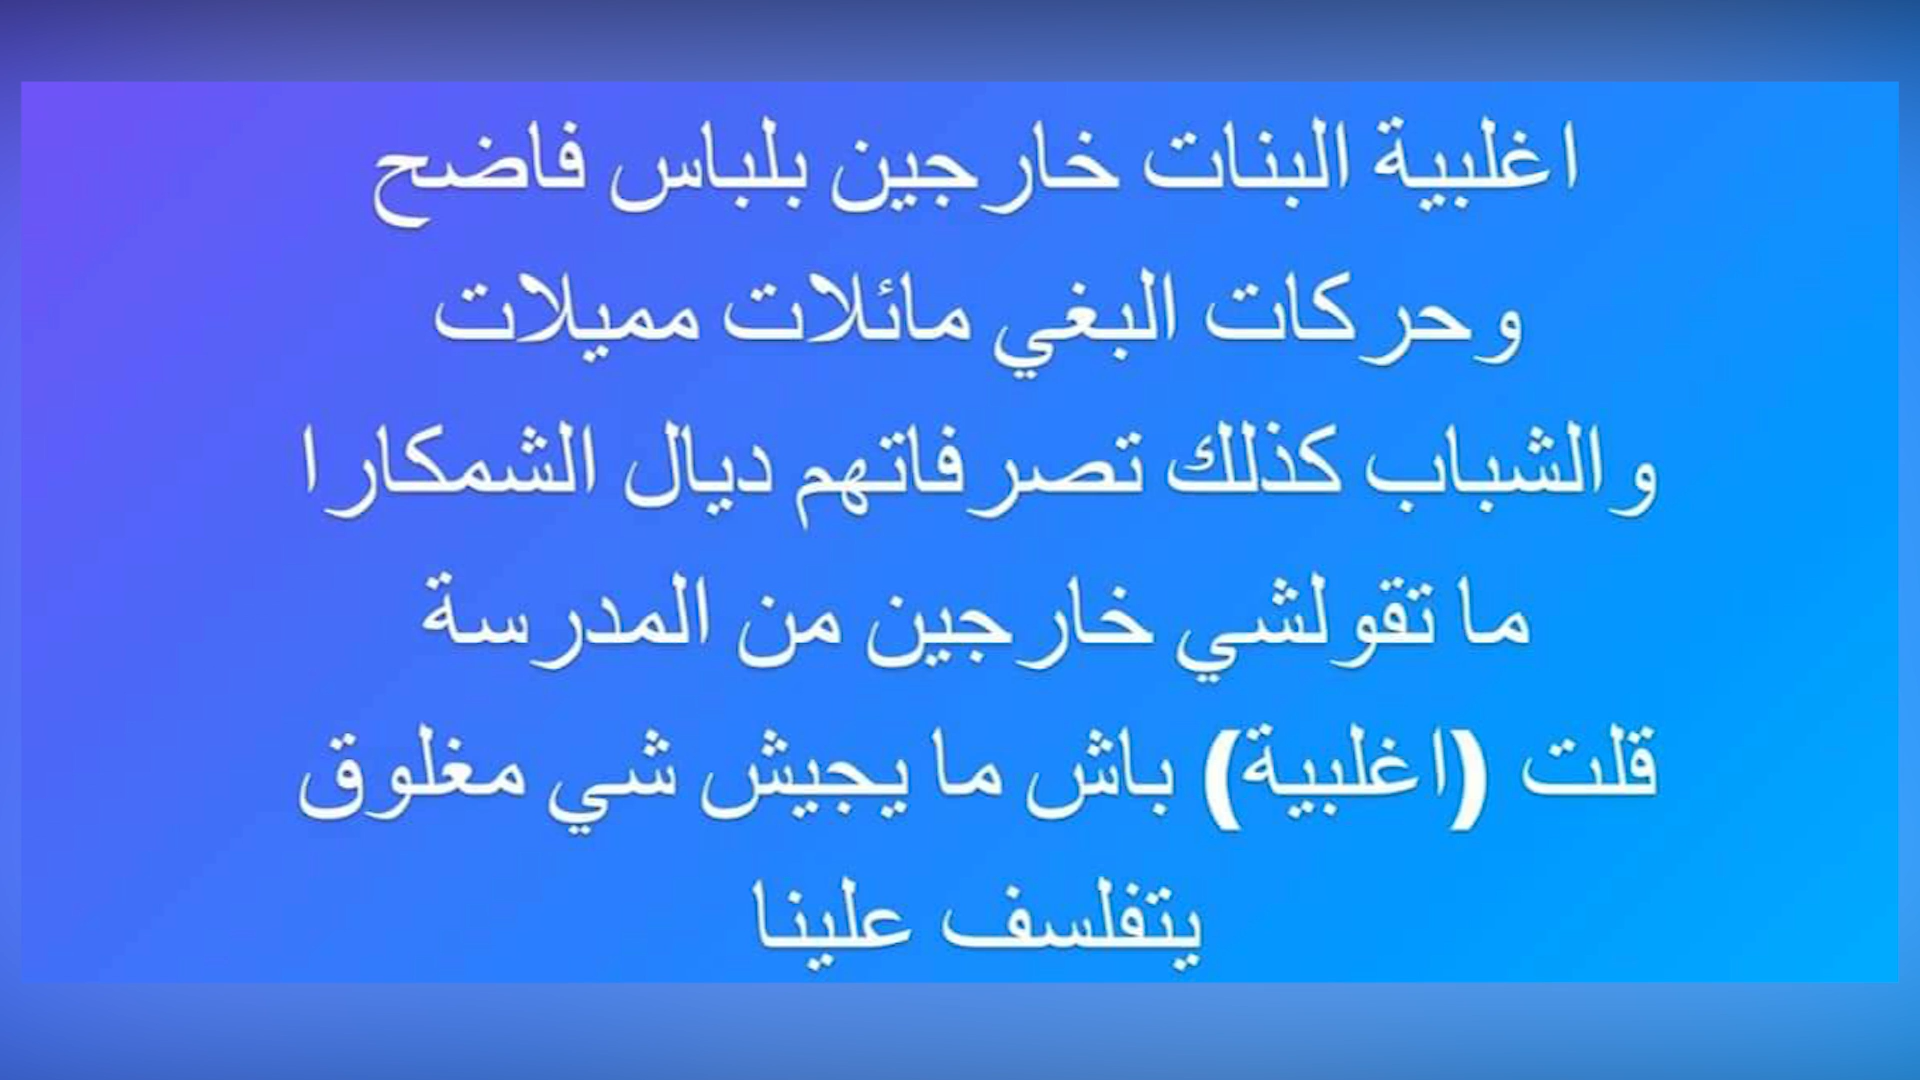 اغلبية البنات خارجين بلباس فاضح
وحركات البغي مائلات مميلات
والشباب كذلك تصرفاتهم ديال الشمكارا
ما تقولشي خارجين من المدرسة
قلت (اغلبية) باش ما يجيش شي مغلوق
يتفلسف علينا